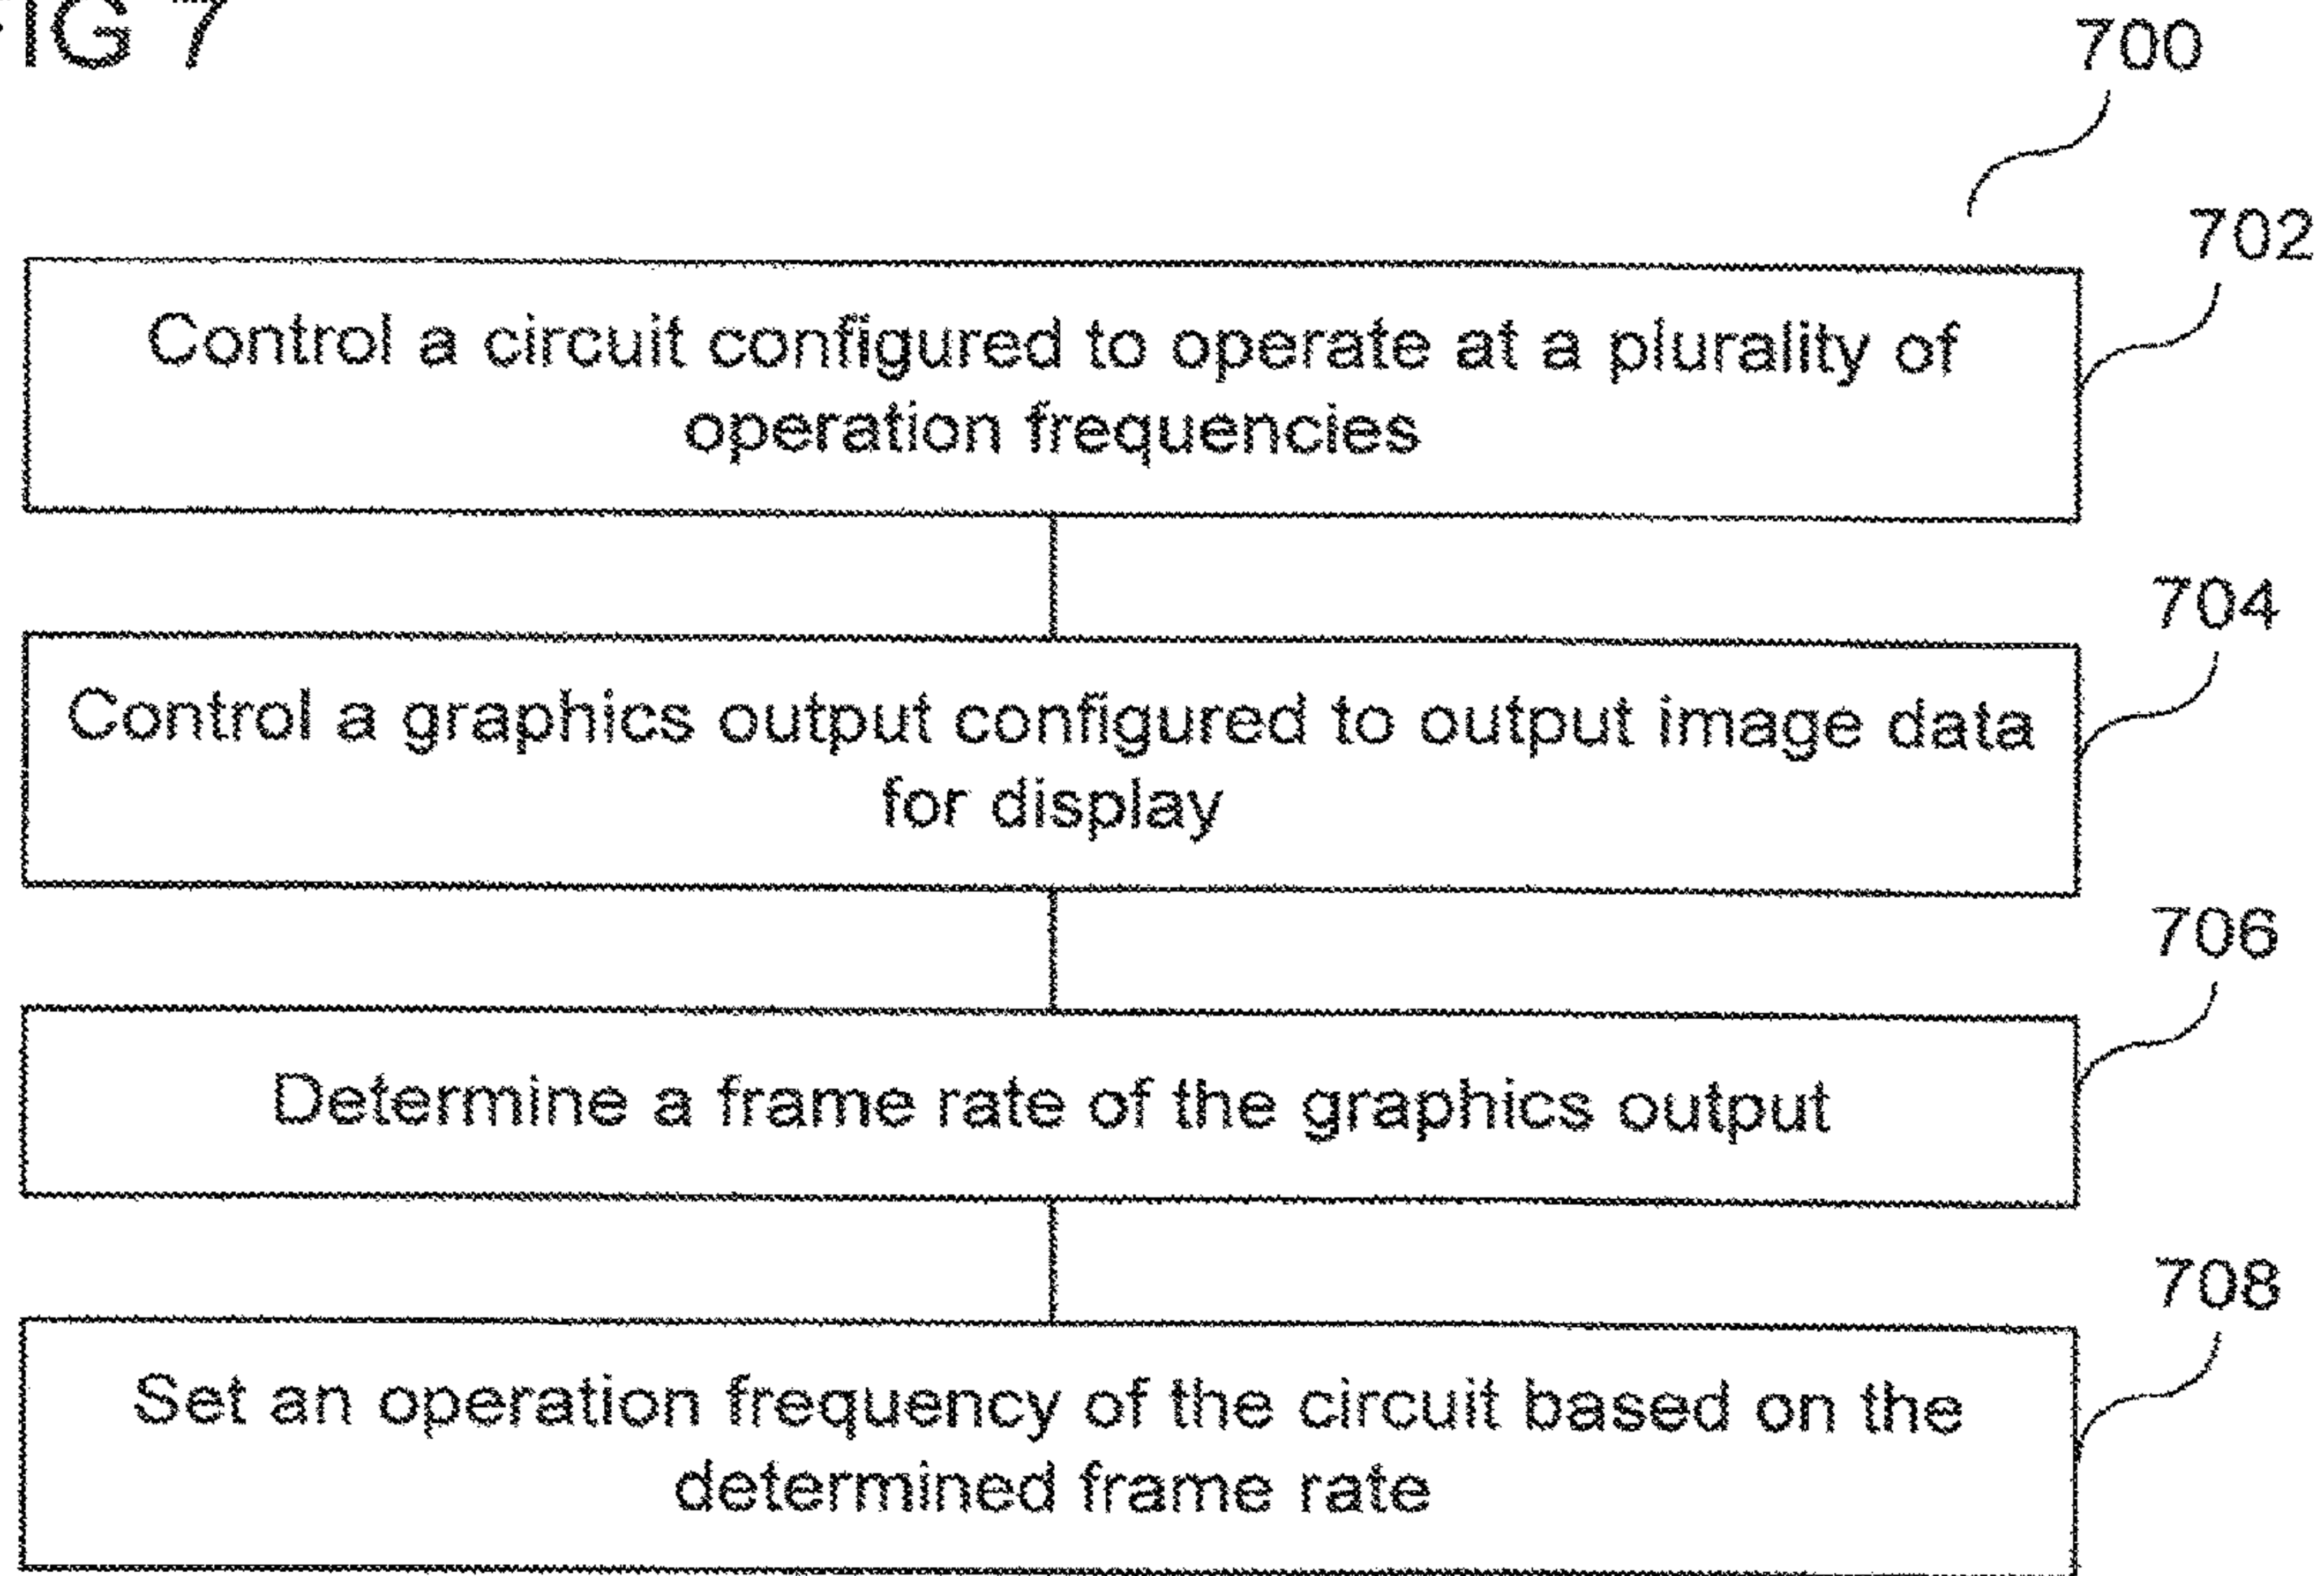 FIG 7
700
702
Control a circuit configured to operate at a plurality of
operation frequencies
704
Control a graphics output configured to output image data
for display
706
Determine a frame rate of the graphics output
708
Set an operation frequency of the circuit based on the
determined frame rate